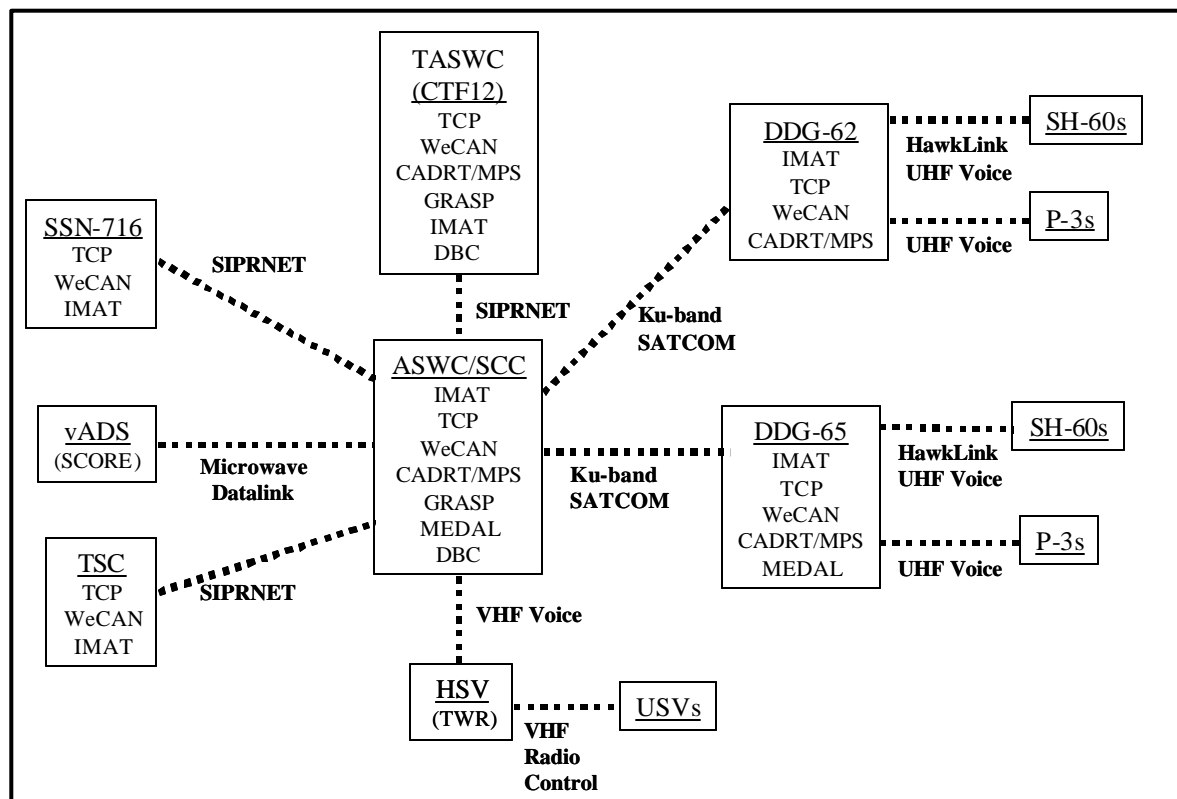 TASWC
(CTF12)
TCP
WeCAN
CADRT/MPS
GRASP
IMAT
DBC
SSN-716
TCP
WeCAN
IMAT
SIPRNET
SIPRNET
DDG-62
IMAT
TCP
WeCAN
CADRT/MPS
HawkLink
UHF Voice
SH-60s
UHF Voice
P-3s
Ku-band
SATCOM
ASWC/SCC
IMAT
TCP
WeCAN
CADRT/MPS
GRASP
MEDAL
DBC
vADS
(SCORE)
Microwave
Datalink
Ku-band
SATCOM
DDG-65
IMAT
TCP
WeCAN
CADRT/MPS
MEDAL
HawkLink
UHF Voice
SH-60s
UHF Voice
P-3s
TSC
TCP
WeCAN
IMAT
SIPRNET
VHF Voice
HSV
(TWR)
VHF
Radio
Control
USVs